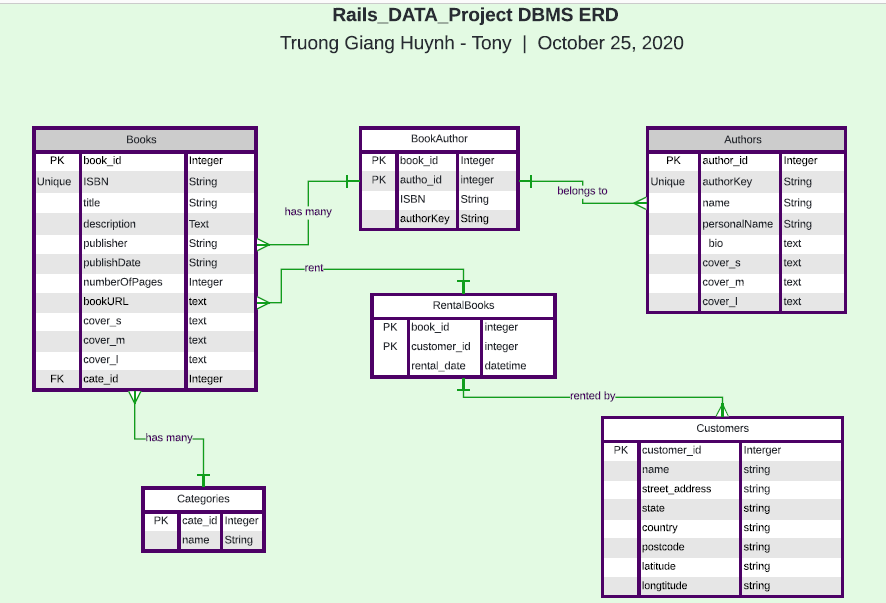 Rails_DATA_Project DBMS ERD
Truong Giang Huynh - Tony | October 25, 2020
Books
PK book_id Integer
Unique ISBN String
title String
description Text
publisher String
publishDate String
numberOfPages Integer
bookURL text
cover_s text
cover_m text
cover_l text
FK cate_id Integer
has many
BookAuthor
PK book_id Integer
PK autho_id integer
ISBN String
authorKey String
belongs to
Authors
PK author_id Integer
Unique authorKey String
name String
personalName String
bio text
cover_s text
cover_m text
cover_l text
rent
RentalBooks
PK book_id integer
PK customer_id integer
rental_date datetime
rented by
has many
Categories
PK cate_id Integer
name String
Customers
PK customer_id Interger
name string
street_address string
state string
country string
postcode string
latitude string
longtitude string